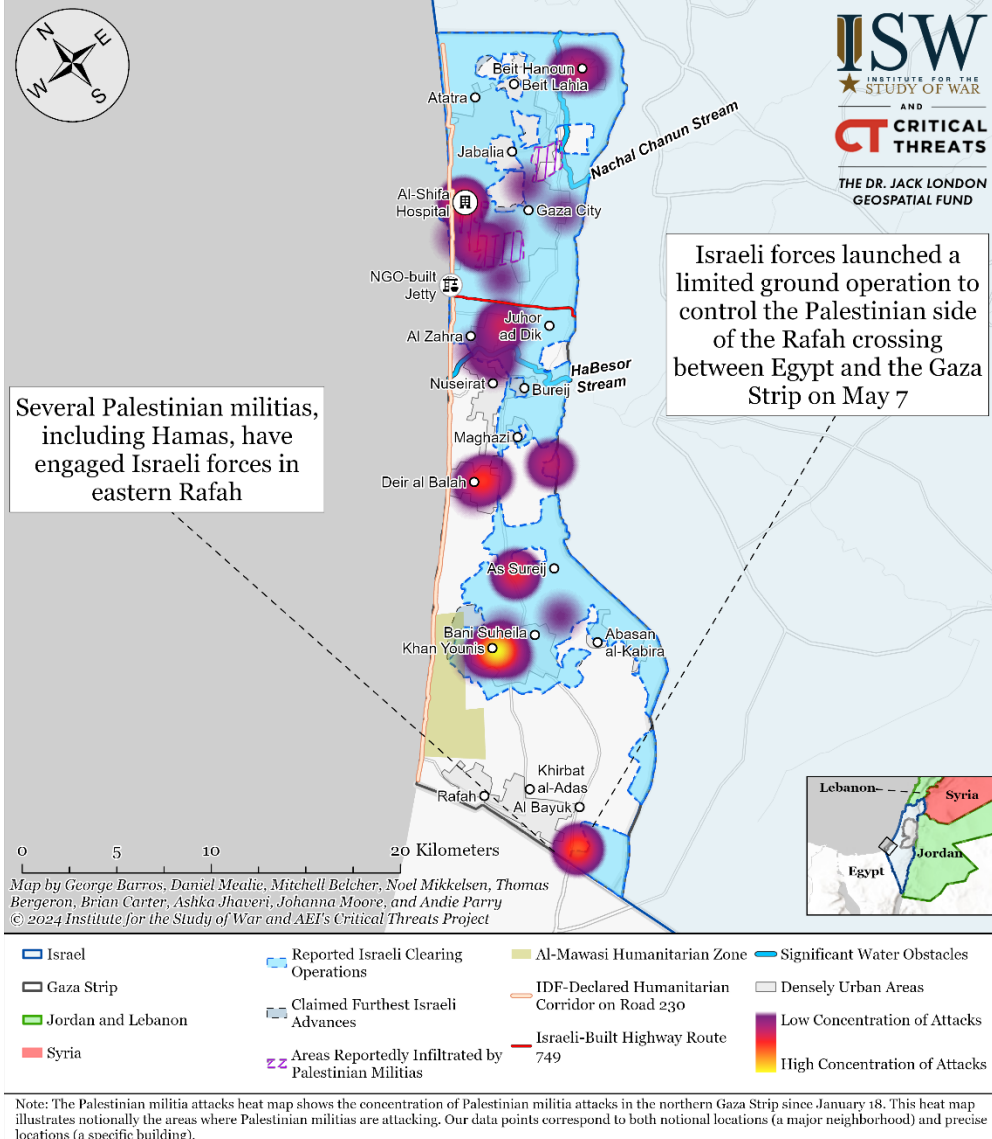 N
E
W
S
ISW
INSTITUTE FOR THE
STUDY OF WAR
AND
CT CRITICAL
THREATS
THE DR. JACK LONDON
GEOSPATIAL FUND
Beit Hanoun
Beit Lahia
Atatra
Nachal Chanun Stream
Jabalia
Al-Shifa
Hospital
Gaza City
NGO-built
Jetty
Juhor
ad Dik
Al Zahra
HaBesor
Stream
Nuseirat
Bureij
Maghazi
Deir al Balah
As Sureij
Bani Suheila
Khan Younis
Abasan
al-Kabira
Khirbat
al-Adas
Rafah
Al Bayuk
Israeli forces launched a
limited ground operation to
control the Palestinian side
of the Rafah crossing
between Egypt and the Gaza
Strip on May 7
Several Palestinian militias,
including Hamas, have
engaged Israeli forces in
eastern Rafah
Lebanon
Syria
Jordan
Egypt
0 5 10 20 Kilometers
Map by George Barros, Daniel Mealie, Mitchell Belcher, Noel Mikkelsen, Thomas
Bergeron, Brian Carter, Ashka Jhaveri, Johanna Moore, and Andie Parry
© 2024 Institute for the Study of War and AEI's Critical Threats Project
Israel
Gaza Strip
Jordan and Lebanon
Syria
Reported Israeli Clearing
Operations
Claimed Furthest Israeli
Advances
Areas Reportedly Infiltrated by
Palestinian Militias
Al-Mawasi Humanitarian Zone
IDF-Declared Humanitarian
Corridor on Road 230
Israeli-Built Highway Route
749
Significant Water Obstacles
Densely Urban Areas
Low Concentration of Attacks
High Concentration of Attacks
Note: The Palestinian militia attacks heat map shows the concentration of Palestinian militia attacks in the northern Gaza Strip since January 18. This heat map
illustrates notionally the areas where Palestinian militias are attacking. Our data points correspond to both notional locations (a major neighborhood) and precise
locations (a specific building).